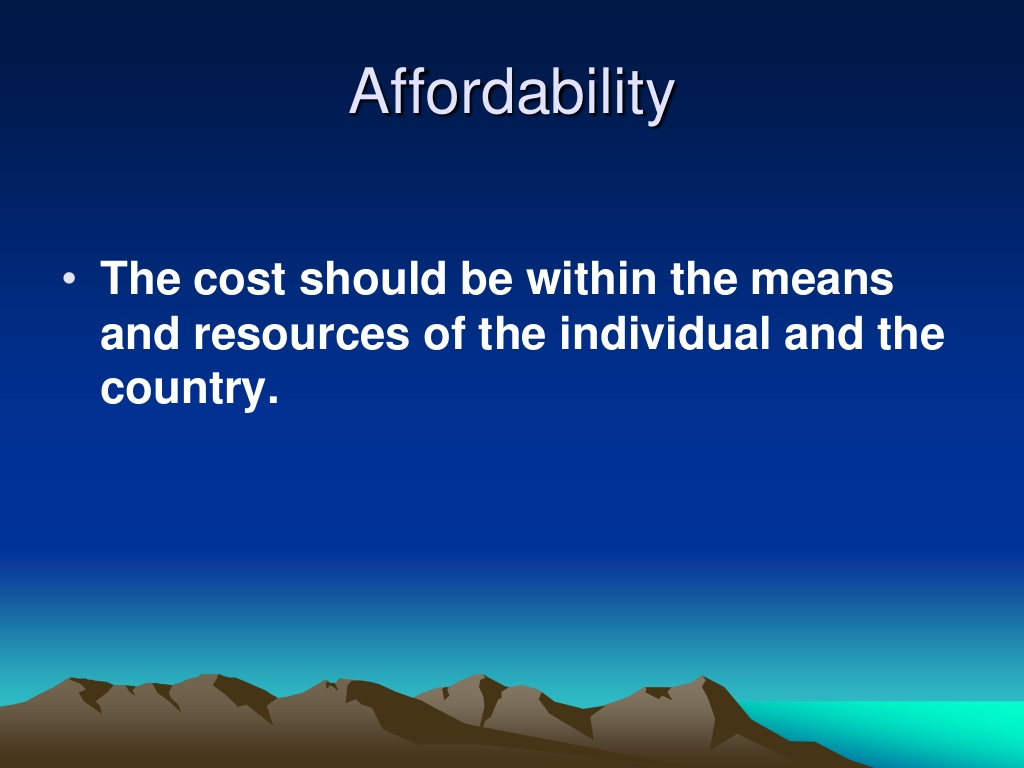 Affordability
• The cost should be within the means
and resources of the individual and the
country.